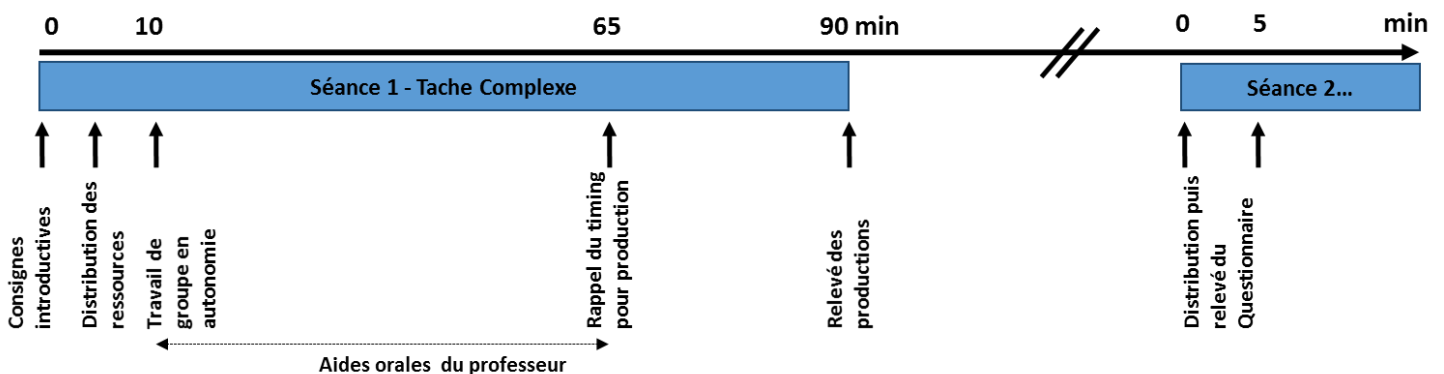 0 10 65 90 min 0 5 min
Séance 1 - Tache Complexe
Séance 2...
Consignes
introductives
Distribution des
ressources
Travail de
groupe en
autonomie
Rappel du timing
pour production
Relevé des
productions
Distribution puis
relevé du
Questionnaire
Aides orales du professeur